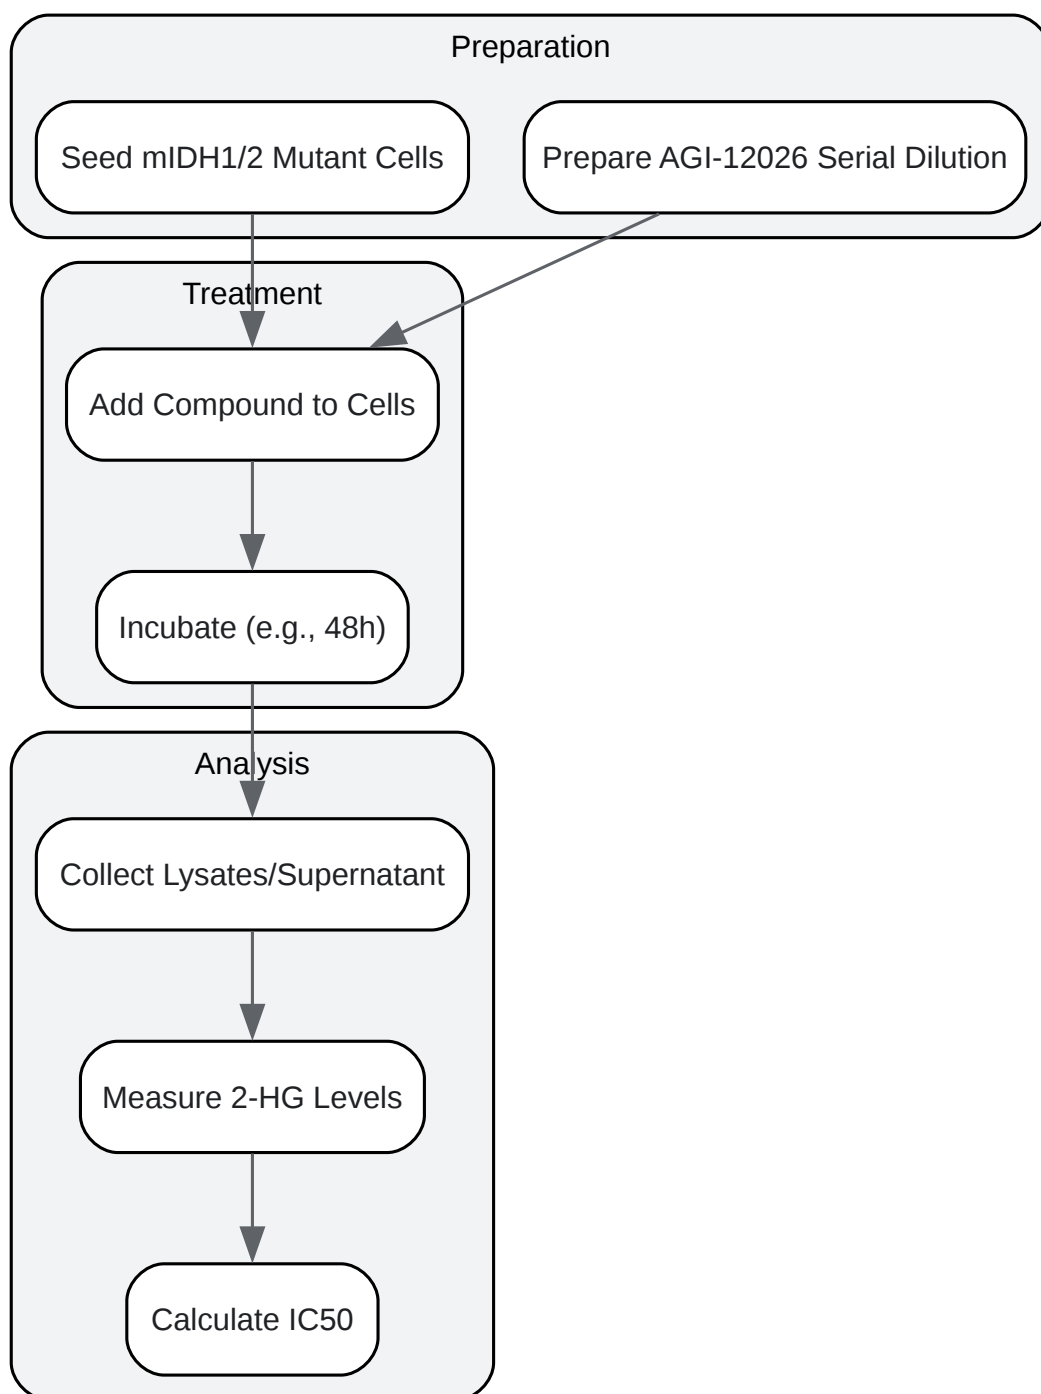 Preparation
Seed mIDH1/2 Mutant Cells
Prepare AGI-12026 Serial Dilution
Treatment
Add Compound to Cells
Incubate (e.g., 48h)
Analysis
Collect Lysates/Supernatant
Measure 2-HG Levels
Calculate IC50